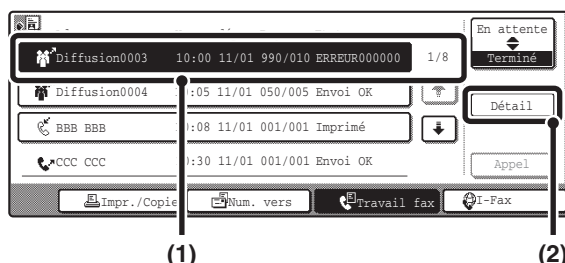 En attente
Terminé
Diffusion0003 10:00 11/01 990/010 ERREUR000000 1/8
Diffusion0004 10:05 11/01 050/005 Envoi OK
Détail
BBB BBB 10:08 11/01 001/001 Imprimé
CCC CCC :30 11/01 001/001 Envoi OK
Appel
Impr./Copie Num. vers Travail fax I-Fax
(1) (2)